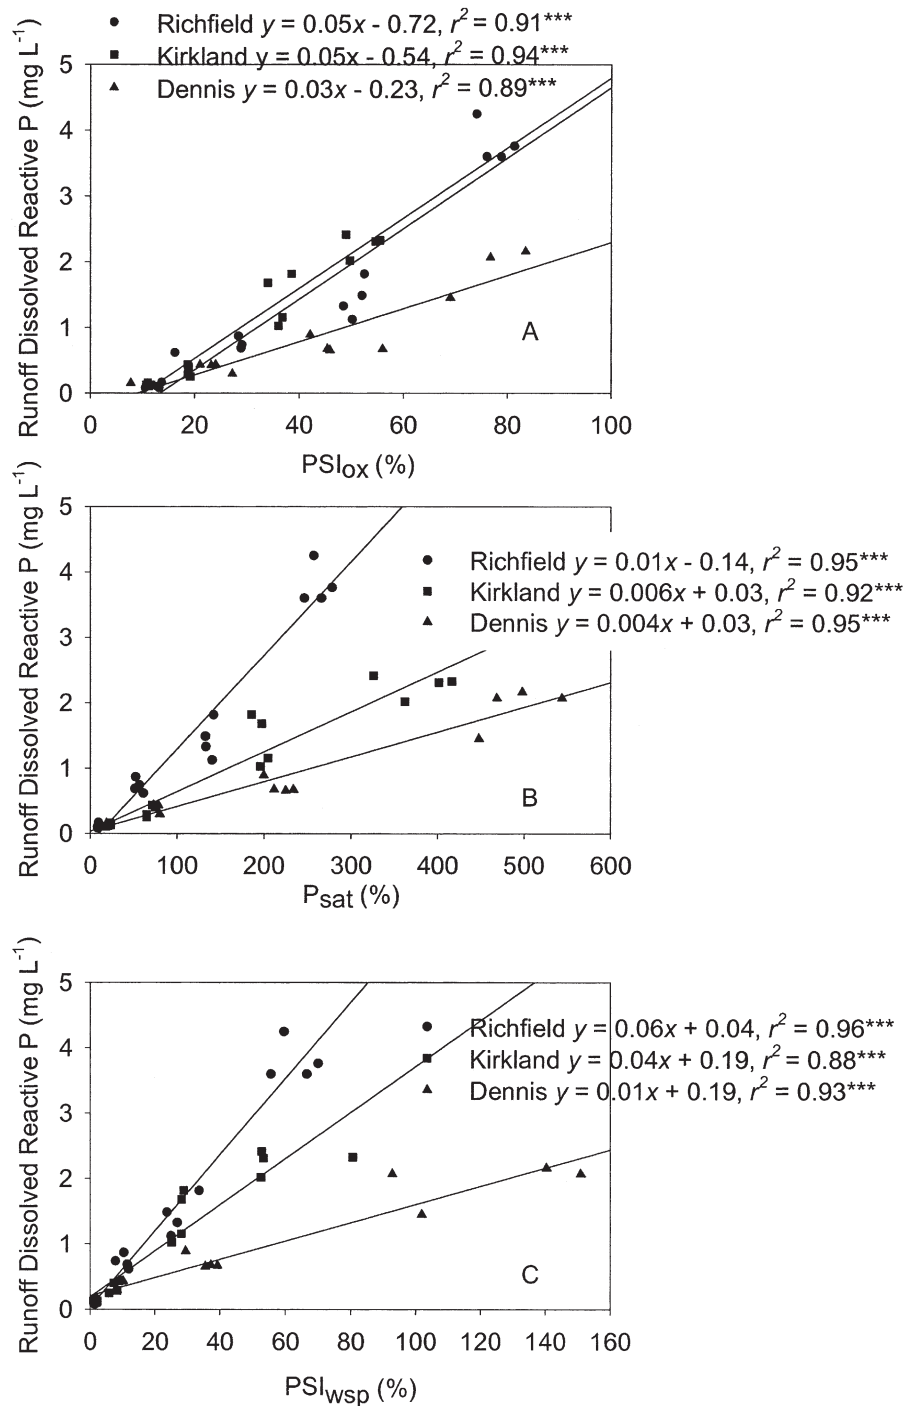 Richfield y = 0.05x - 0.72, r² = 0.91***
Kirkland y = 0.05x - 0.54, r² = 0.94***
Dennis y = 0.03x - 0.23, r² = 0.89***
Runoff Dissolved Reactive P (mg L⁻¹)
5
4
3
2
1
0
A
0 20 40 60 80 100
PSIox (%)
Runoff Dissolved Reactive P (mg L⁻¹)
5
4
3
2
1
0
Richfield y = 0.01x - 0.14, r² = 0.95***
Kirkland y = 0.006x + 0.03, r² = 0.92***
Dennis y = 0.004x + 0.03, r² = 0.95***
B
0 100 200 300 400 500 600
Psat (%)
Runoff Dissolved Reactive P (mg L⁻¹)
5
4
3
2
1
0
Richfield y = 0.06x + 0.04, r² = 0.96***
Kirkland y = 0.04x + 0.19, r² = 0.88***
Dennis y = 0.01x + 0.19, r² = 0.93***
C
0 20 40 60 80 100 120 140 160
PSIwsp (%)